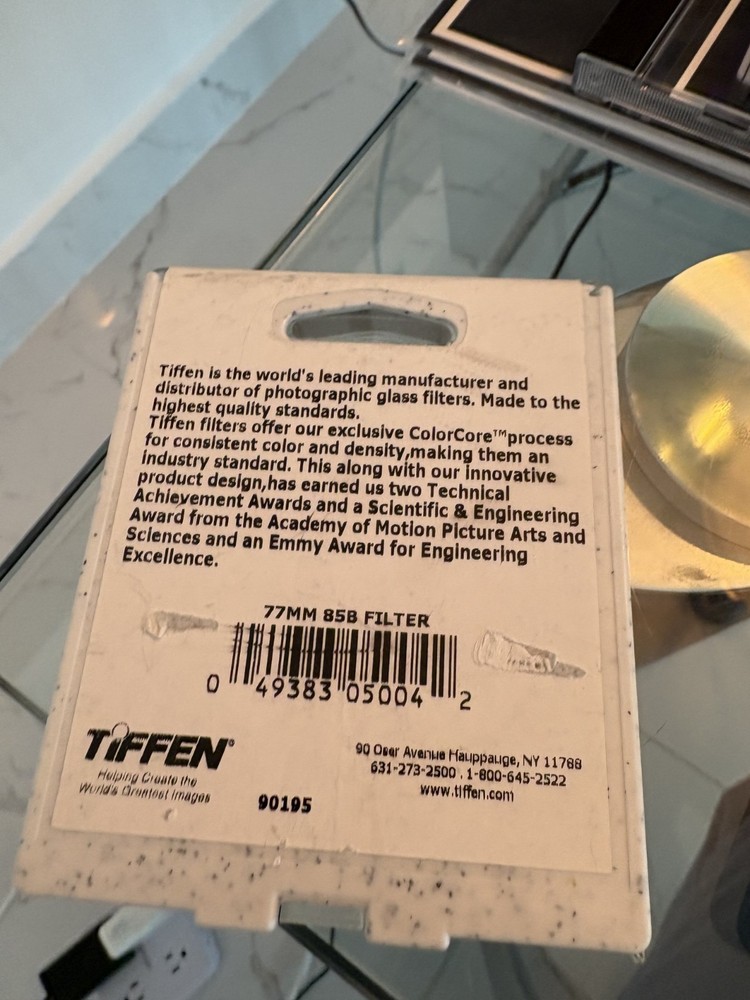 Tiffen is the world's leading manufacturer and
distributor of photographic glass filters. Made to the
highest quality standards.
Tiffen filters offer our exclusive ColorCore™process
for consistent color and density,making them an
industry standard. This along with our innovative
product design,has earned us two Technical
Achievement Awards and a Scientific & Engineering
Award from the Academy of Motion Picture Arts and
Sciences and an Emmy Award for Engineering
Excellence.
77MM 85B FILTER
0 49383 05004 2
TIFFEN®
Helping Create the
World's Greatest Images
90195
90 Oser Avenue Hauppauge, NY 11788
631-273-2500 . 1-800-645-2522
www.tiffen.com